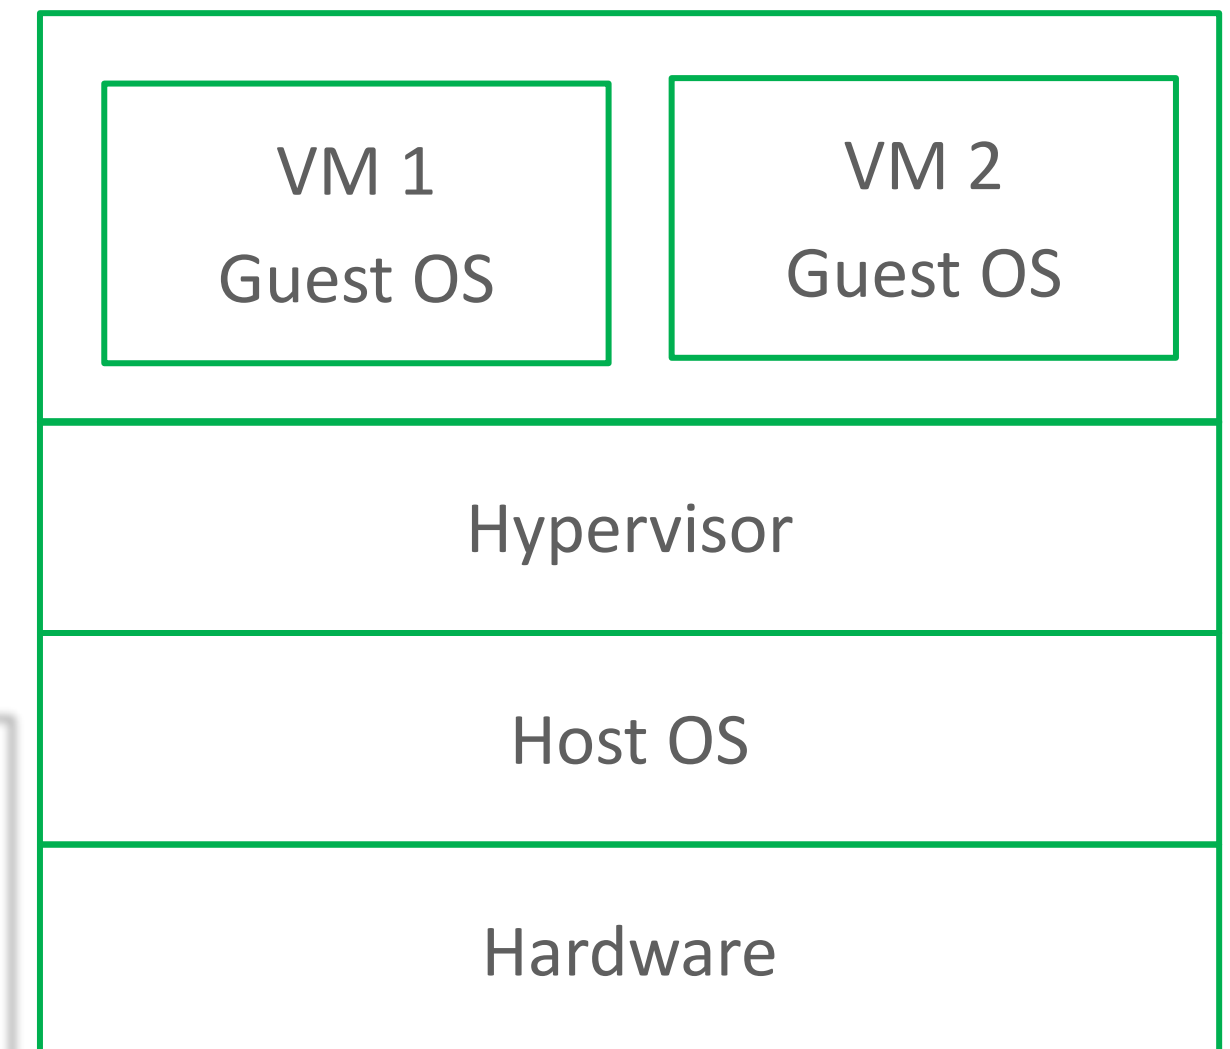 VM 1
Guest OS
VM 2
Guest OS
Hypervisor
Host OS
Hardware